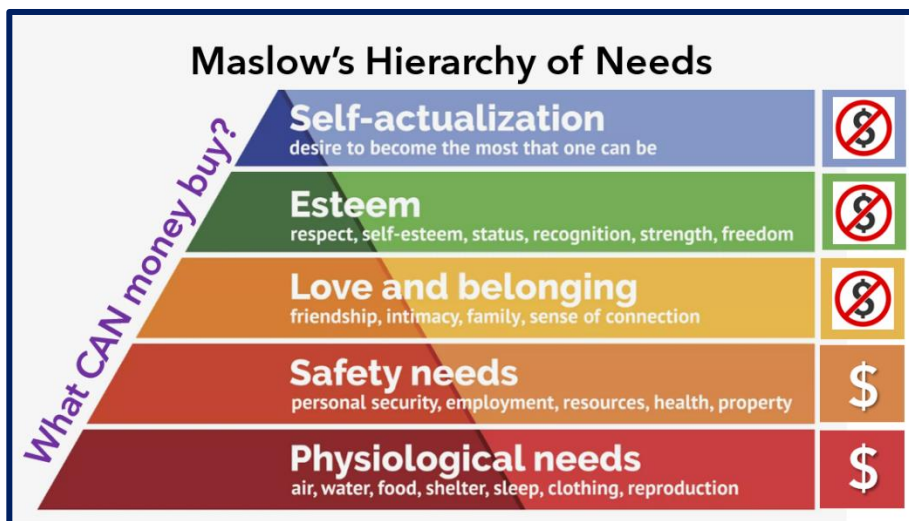 Maslow's Hierarchy of Needs
What CAN money buy?
Self-actualization
desire to become the most that one can be
$
Esteem
respect, self-esteem, status, recognition, strength, freedom
$
Love and belonging
friendship, intimacy, family, sense of connection
$
Safety needs
personal security, employment, resources, health, property
$
Physiological needs
air, water, food, shelter, sleep, clothing, reproduction
$